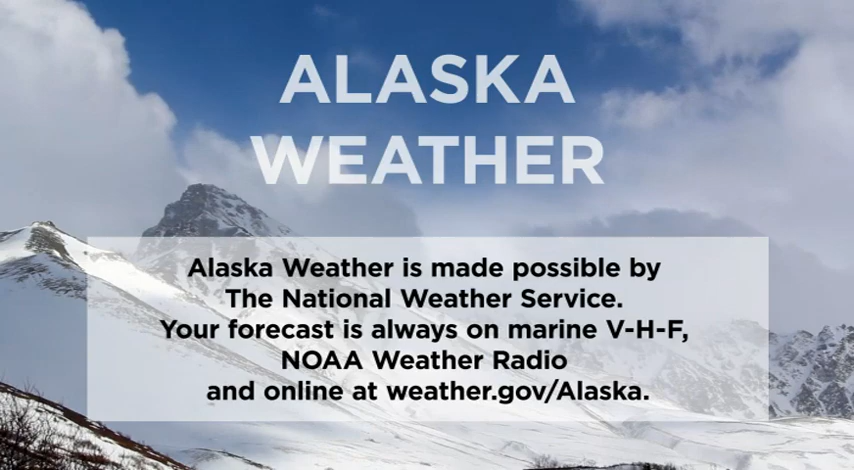 ALASKA
WEATHER
Alaska Weather is made possible by
The National Weather Service.
Your forecast is always on marine V-H-F,
NOAA Weather Radio
and online at weather.gov/Alaska.